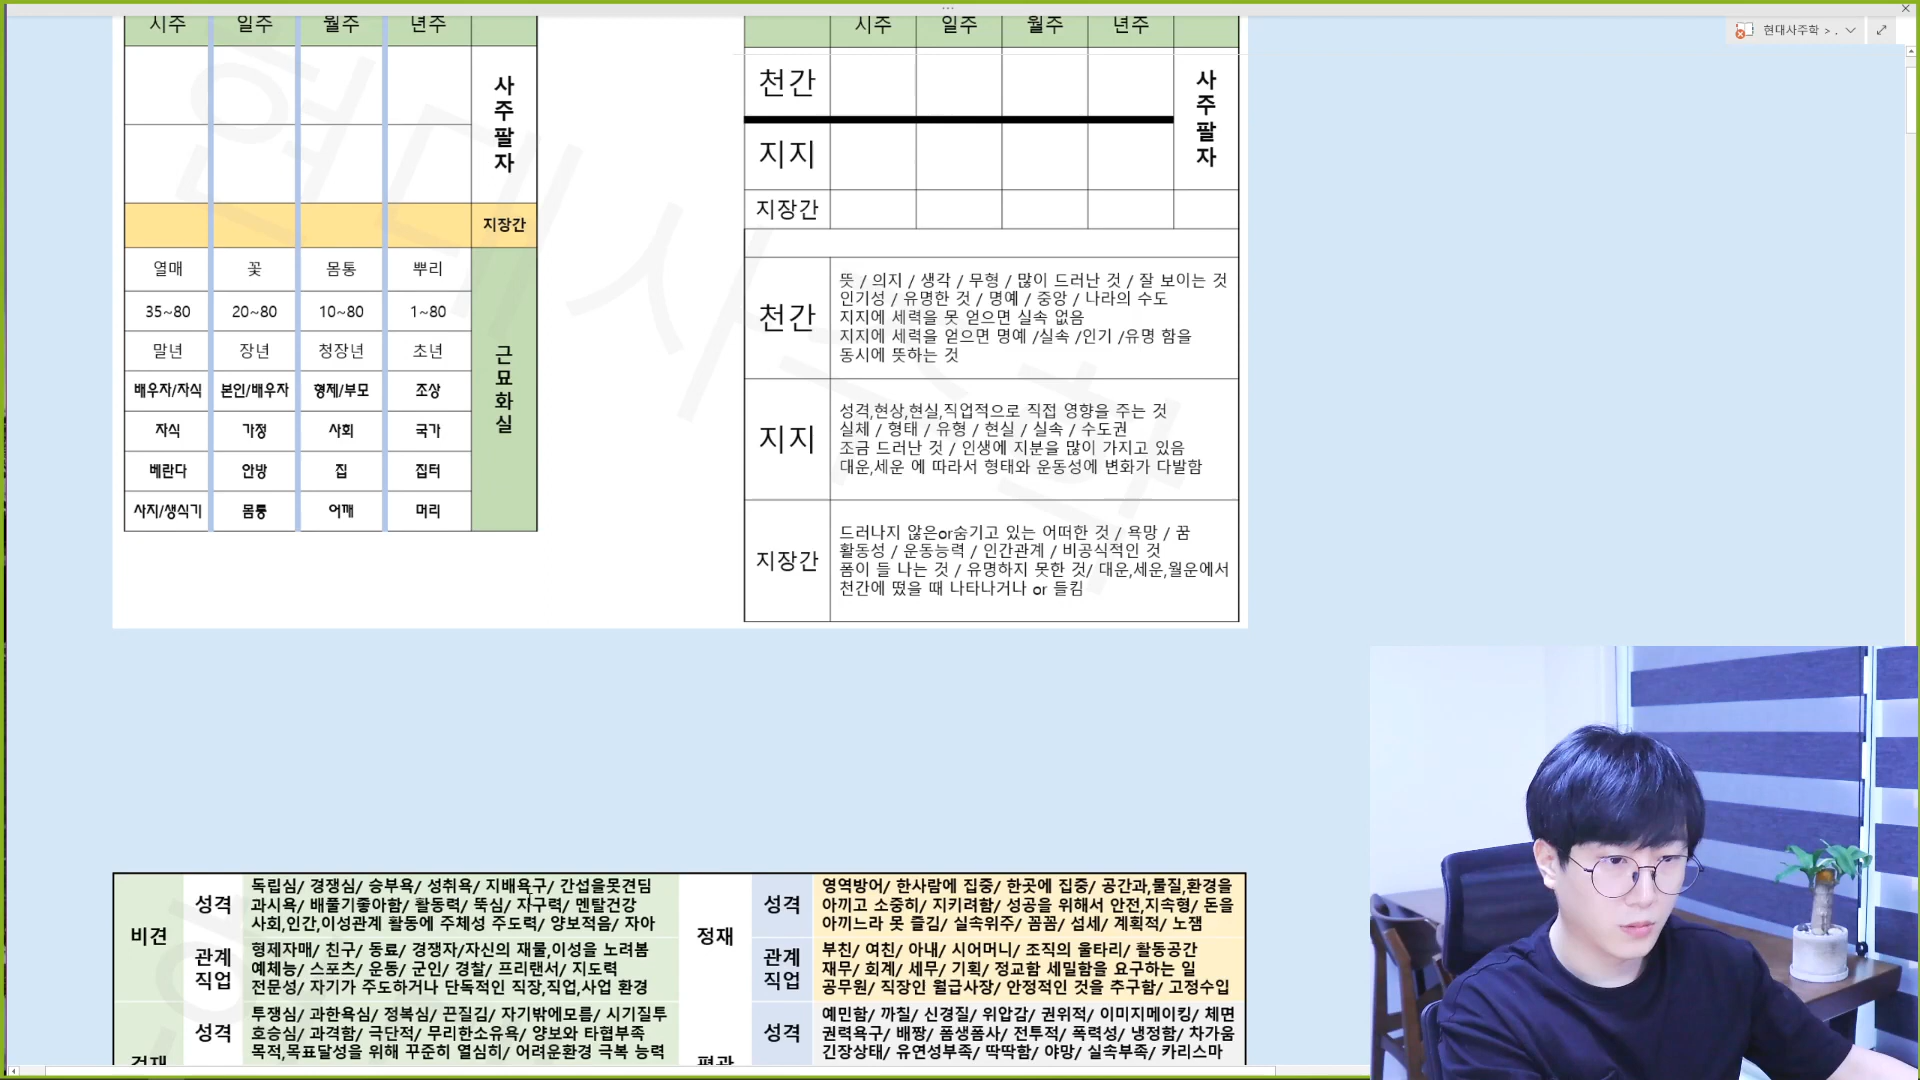 현대사주학 > .
시주 일주 월주 년주
사주팔자
지장간
열매 꽃 몸통 뿌리
35~80 20~80 10~80 1~80
말년 장년 청장년 초년
배우자/자식 본인/배우자 형제/부모 조상
자식 가정 사회 국가
베란다 안방 집 집터
사지/생식기 몸통 어깨 머리
근묘화실
시주 일주 월주 년주
천간
지지
지장간
사주팔자
천간
뜻 / 의지 / 생각 / 무형 / 많이 드러난 것 / 잘 보이는 것
인기성 / 유명한 것 / 명예 / 중앙 / 나라의 수도
지지에 세력을 못 얻으면 실속 없음
지지에 세력을 얻으면 명예 /실속 /인기 /유명 함을
동시에 뜻하는 것
지지
성격,현상,현실,직업적으로 직접 영향을 주는 것
실체 / 형태 / 유형 / 현실 / 실속 / 수도권
조금 드러난 것 / 인생에 지분을 많이 가지고 있음
대운,세운 에 따라서 형태와 운동성에 변화가 다발함
지장간
드러나지 않은or숨기고 있는 어떠한 것 / 욕망 / 꿈
활동성 / 운동능력 / 인간관계 / 비공식적인 것
폼이 들 나는 것 / 유명하지 못한 것/ 대운,세운,월운에서
천간에 떴을 때 나타나거나 or 들킴
현대사주학
비견
성격
독립심/ 경쟁심/ 승부욕/ 성취욕/ 지배욕구/ 간섭을못견딤
과시욕/ 배풀기좋아함/ 활동력/ 뚝심/ 지구력/ 멘탈건강
사회,인간,이성관계 활동에 주체성 주도력/ 양보적음/ 자아
관계
직업
형제자매/ 친구/ 동료/ 경쟁자/자신의 재물,이성을 노려봄
예체능/ 스포츠/ 운동/ 군인/ 경찰/ 프리랜서/ 지도력
전문성/ 자기가 주도하거나 단독적인 직장,직업,사업 환경
성격
투쟁심/ 과한욕심/ 정복심/ 끈질김/ 자기밖에모름/ 시기질투
호승심/ 과격함/ 극단적/ 무리한소유욕/ 양보와 타협부족
목적,목표달성을 위해 꾸준히 열심히/ 어려운환경 극복 능력
정재
성격
영역방어/ 한사람에 집중/ 한곳에 집중/ 공간과,물질,환경을
아끼고 소중히/ 지키려함/ 성공을 위해서 안전,지속형/ 돈을
아끼느라 못 즐김/ 실속위주/ 꼼꼼/ 섬세/ 계획적/ 노잼
관계
직업
부친/ 여친/ 아내/ 시어머니/ 조직의 울타리/ 활동공간
재무/ 회계/ 세무/ 기획/ 정교함 세밀함을 요구하는 일
공무원/ 직장인 월급사장/ 안정적인 것을 추구함/ 고정수입
성격
예민함/ 까칠/ 신경질/ 위압감/ 권위적/ 이미지메이킹/ 체면
권력욕구/ 배짱/ 폼생폼사/ 전투적/ 폭력성/ 냉정함/ 차가움
긴장상태/ 유연성부족/ 딱딱함/ 야망/ 실속부족/ 카리스마